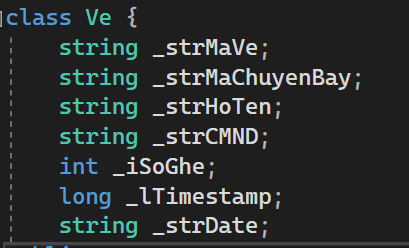 class Ve {
string _strMaVe;
string _strMaChuyenBay;
string _strHoTen;
string _strCMND;
int _iSoGhe;
long _lTimestamp;
string _strDate;